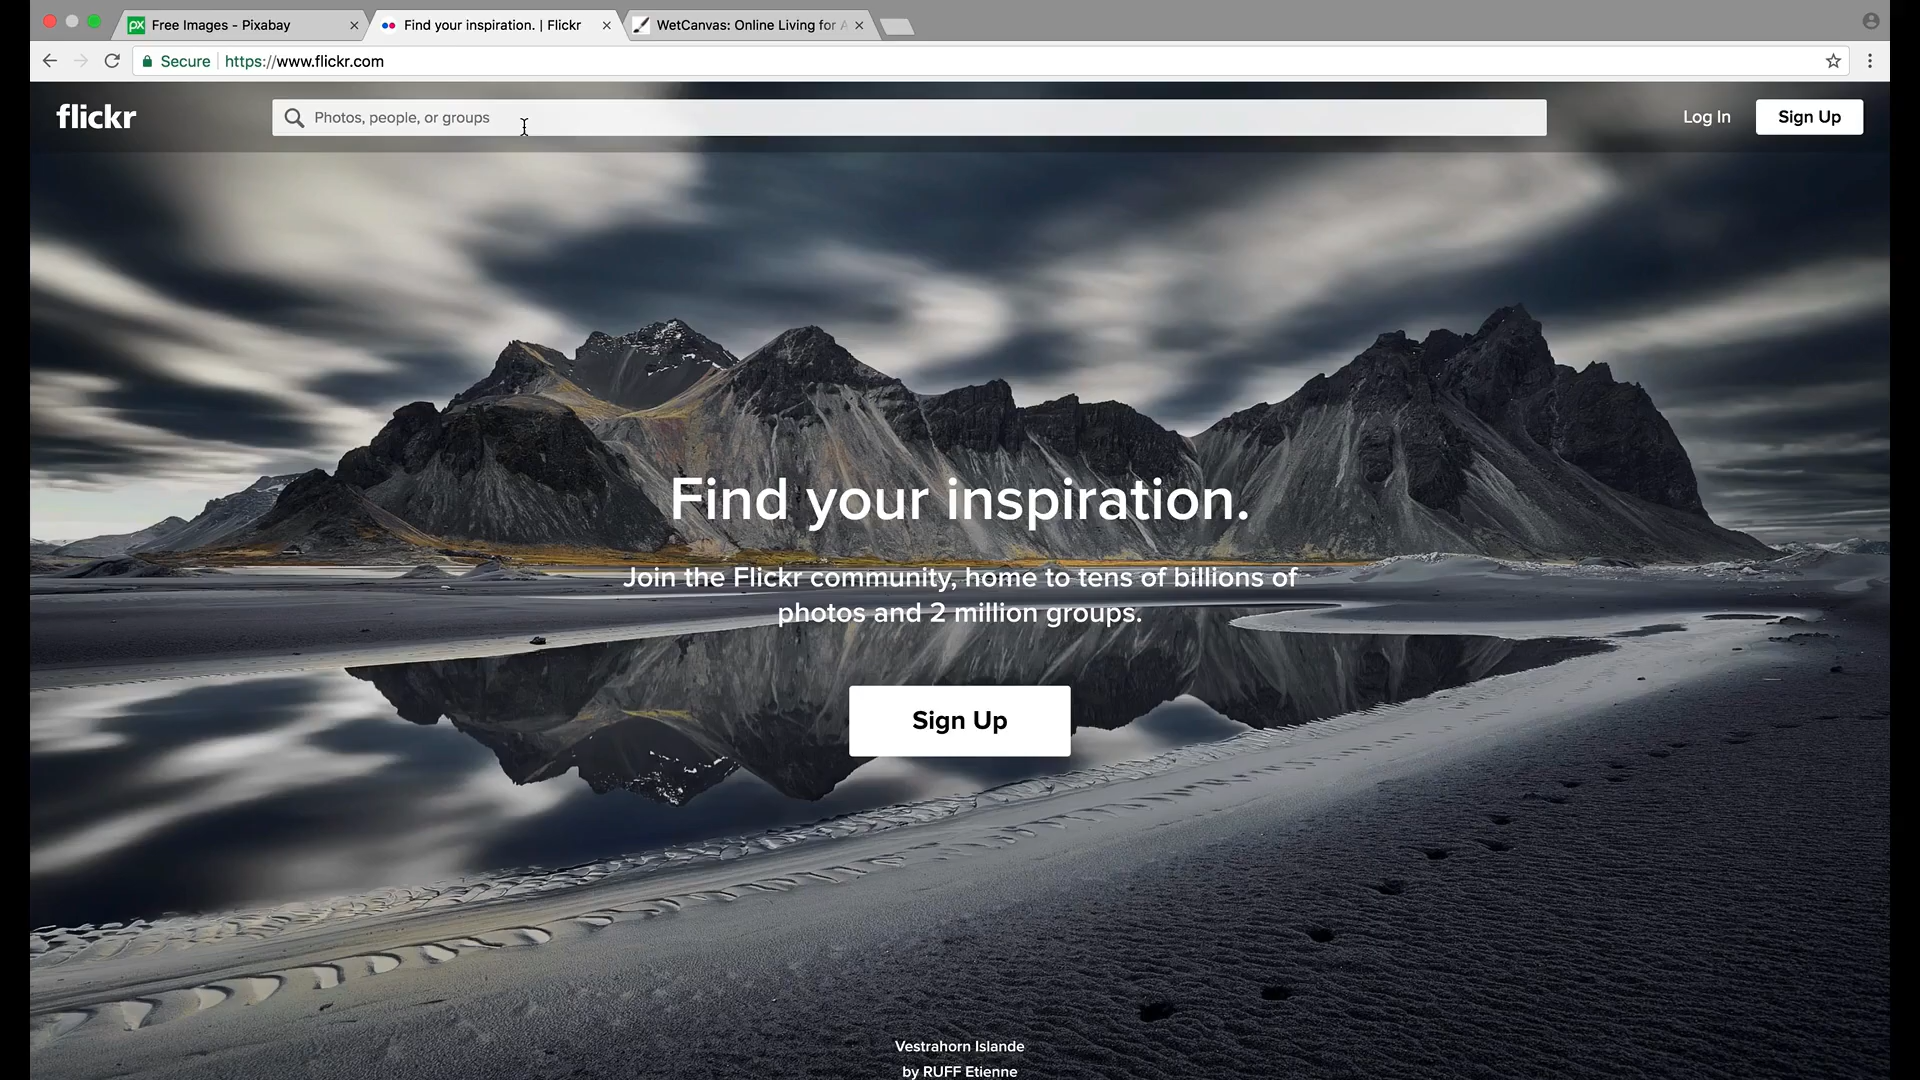 Free Images - Pixabay
Find your inspiration. | Flickr
WetCanvas: Online Living for A
Secure
https://www.flickr.com
flickr
Photos, people, or groups
Log In
Sign Up
Find your inspiration.
Join the Flickr community, home to tens of billions of
photos and 2 million groups.
Sign Up
Vestrahorn Islande
by RUFF Etienne